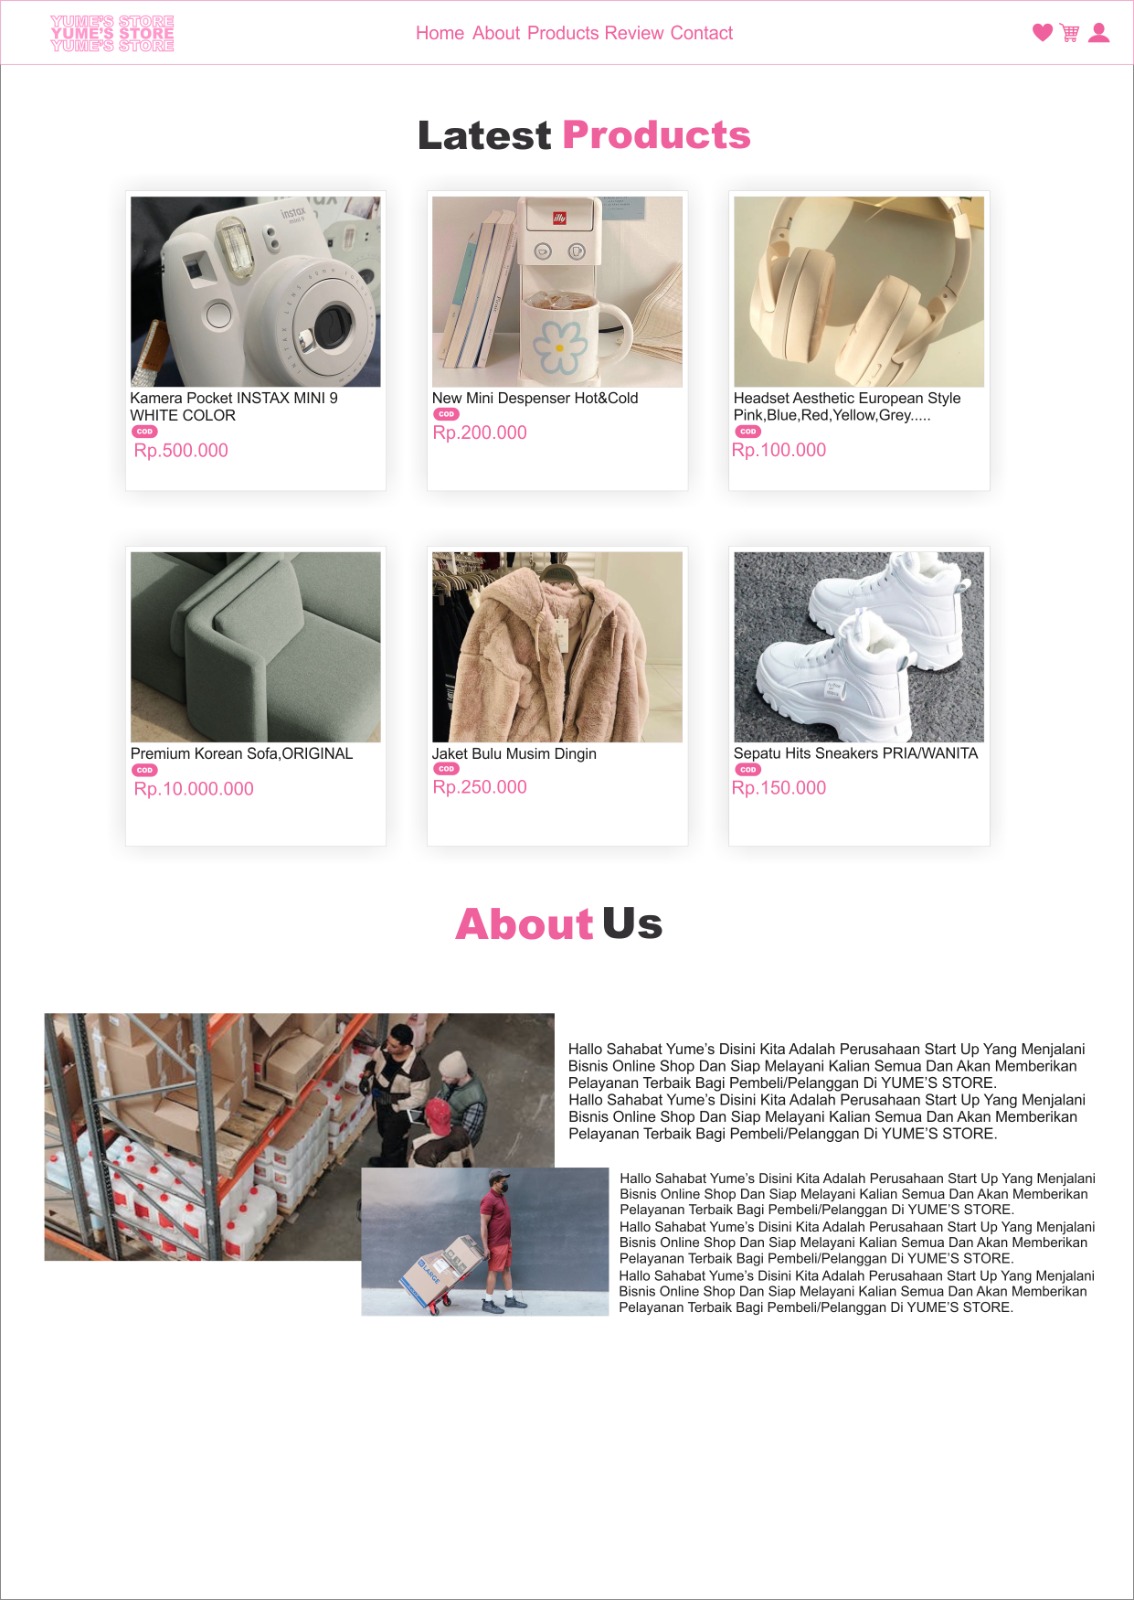 YUME'S STORE
YUME'S STORE
YUME'S STORE
Home About Products Review Contact
Latest Products
instax
mini 9
illy
Kamera Pocket INSTAX MINI 9
WHITE COLOR
COD
Rp.500.000
New Mini Despenser Hot&Cold
COD
Rp.200.000
Headset Aesthetic European Style
Pink,Blue,Red,Yellow,Grey.....
COD
Rp.100.000
Premium Korean Sofa,ORIGINAL
COD
Rp.10.000.000
Jaket Bulu Musim Dingin
COD
Rp.250.000
Sepatu Hits Sneakers PRIA/WANITA
COD
Rp.150.000
About Us
Hallo Sahabat Yume’s Disini Kita Adalah Perusahaan Start Up Yang Menjalani
Bisnis Online Shop Dan Siap Melayani Kalian Semua Dan Akan Memberikan
Pelayanan Terbaik Bagi Pembeli/Pelanggan Di YUME’S STORE.
Hallo Sahabat Yume’s Disini Kita Adalah Perusahaan Start Up Yang Menjalani
Bisnis Online Shop Dan Siap Melayani Kalian Semua Dan Akan Memberikan
Pelayanan Terbaik Bagi Pembeli/Pelanggan Di YUME’S STORE.
Hallo Sahabat Yume’s Disini Kita Adalah Perusahaan Start Up Yang Menjalani
Bisnis Online Shop Dan Siap Melayani Kalian Semua Dan Akan Memberikan
Pelayanan Terbaik Bagi Pembeli/Pelanggan Di YUME’S STORE.
Hallo Sahabat Yume’s Disini Kita Adalah Perusahaan Start Up Yang Menjalani
Bisnis Online Shop Dan Siap Melayani Kalian Semua Dan Akan Memberikan
Pelayanan Terbaik Bagi Pembeli/Pelanggan Di YUME’S STORE.
Hallo Sahabat Yume’s Disini Kita Adalah Perusahaan Start Up Yang Menjalani
Bisnis Online Shop Dan Siap Melayani Kalian Semua Dan Akan Memberikan
Pelayanan Terbaik Bagi Pembeli/Pelanggan Di YUME’S STORE.
LARGE